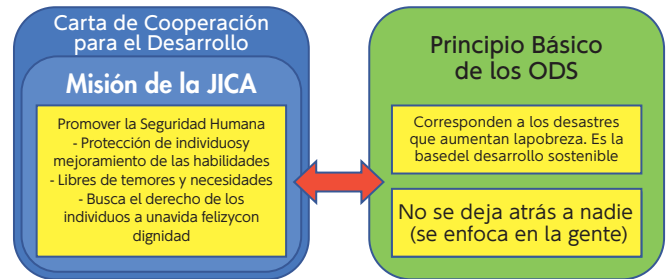 Carta de Cooperación
para el Desarrollo
Misión de la JICA
Promover la Seguridad Humana
- Protección de individuosy
mejoramiento de las habilidades
- Libres de temores y necesidades
- Busca el derecho de los
individuos a unavida felizycon
dignidad
Principio Básico
de los ODS
Corresponden a los desastres
que aumentan lapobreza. Es la
basedel desarrollo sostenible
No se deja atrás a nadie
(se enfoca en la gente)